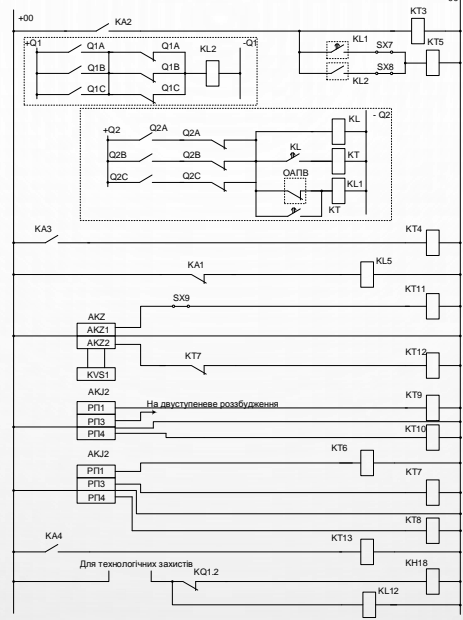 +00
KA2
KT3
+Q1
Q1A
Q1A
KL2
-Q1
KL1
SX7
KT5
Q1B
Q1B
SX8
KL2
Q1C
Q1C
+Q2
Q2A
Q2A
KL
- Q2
Q2B
Q2B
KL
KT
Q2C
Q2C
ОАПВ
KL1
KT
KA3
KT4
KA1
KL5
SX9
KT11
AKZ
AKZ1
AKZ2
KT7
KT12
KVS1
AKJ2
KT9
РП1
На двуступеневе роззбудження
РП3
KT10
РП4
AKJ2
KT6
РП1
KT7
РП3
РП4
KT8
KA4
KT13
Для технологічних захистів
KQ1.2
KH18
KL12